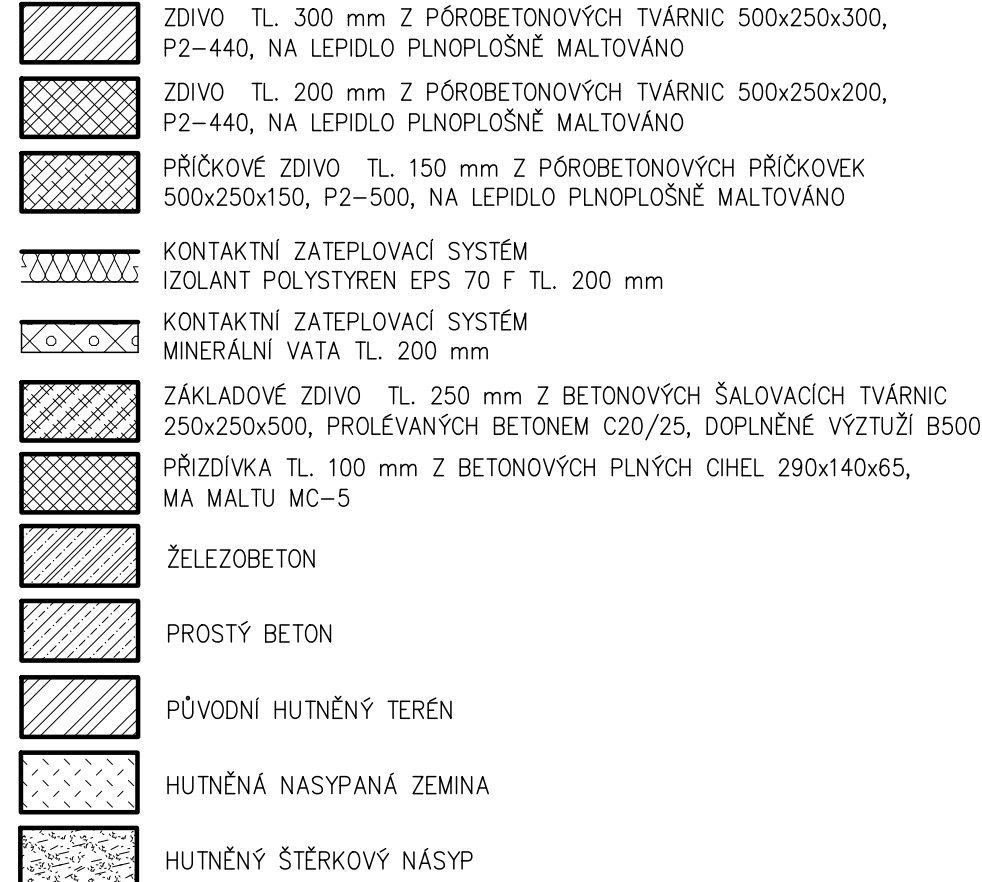 ZDIVO TL. 300 mm Z PÓROBETONOVÝCH TVÁRNIC 500x250x300,
P2-440, NA LEPIDLO PLNOPLOŠNĚ MALTOVÁNO
ZDIVO TL. 200 mm Z PÓROBETONOVÝCH TVÁRNIC 500x250x200,
P2-440, NA LEPIDLO PLNOPLOŠNĚ MALTOVÁNO
PŘÍČKOVÉ ZDIVO TL. 150 mm Z PÓROBETONOVÝCH PŘÍČKOVEK
500x250x150, P2-500, NA LEPIDLO PLNOPLOŠNĚ MALTOVÁNO
KONTAKTNÍ ZATEPLOVACÍ SYSTÉM
IZOLANT POLYSTYREN EPS 70 F TL. 200 mm
KONTAKTNÍ ZATEPLOVACÍ SYSTÉM
MINERÁLNÍ VATA TL. 200 mm
ZÁKLADOVÉ ZDIVO TL. 250 mm Z BETONOVÝCH ŠALOVACÍCH TVÁRNIC
250x250x500, PROLÉVANÝCH BETONEM C20/25, DOPLNĚNÉ VÝZTUŽÍ B500
PŘIZDÍVKA TL. 100 mm Z BETONOVÝCH PLNÝCH CIHEL 290x140x65,
MA MALTU MC-5
ŽELEZOBETON
PROSTÝ BETON
PŮVODNÍ HUTNĚNÝ TERÉN
HUTNĚNÁ NASYPANÁ ZEMINA
HUTNĚNÝ ŠTĚRKOVÝ NÁSYP